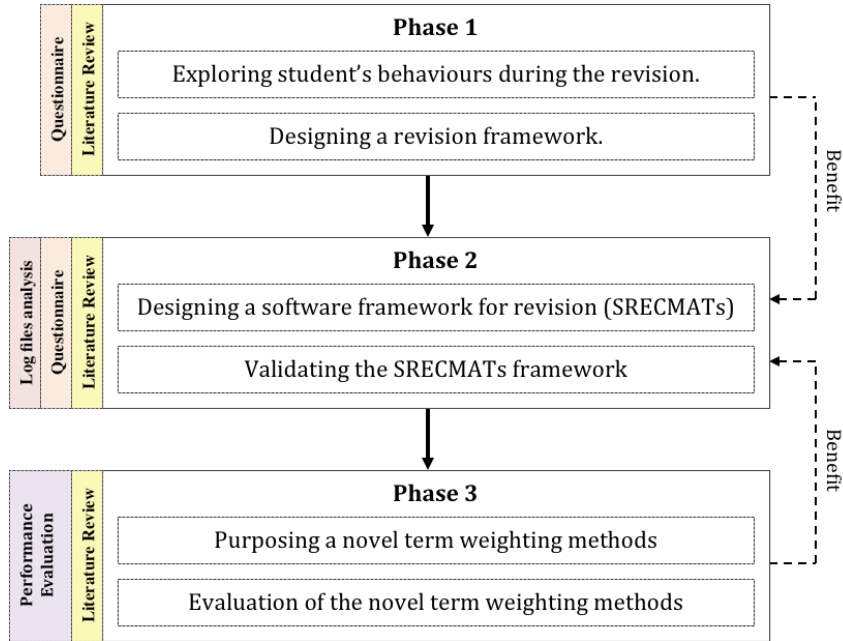 Questionnaire
Literature Review
Phase 1
Exploring student's behaviours during the revision.
Designing a revision framework.
Benefit
Log files analysis
Questionnaire
Literature Review
Phase 2
Designing a software framework for revision (SRECMATs)
Validating the SRECMATs framework
Benefit
Performance
Evaluation
Literature Review
Phase 3
Purposing a novel term weighting methods
Evaluation of the novel term weighting methods